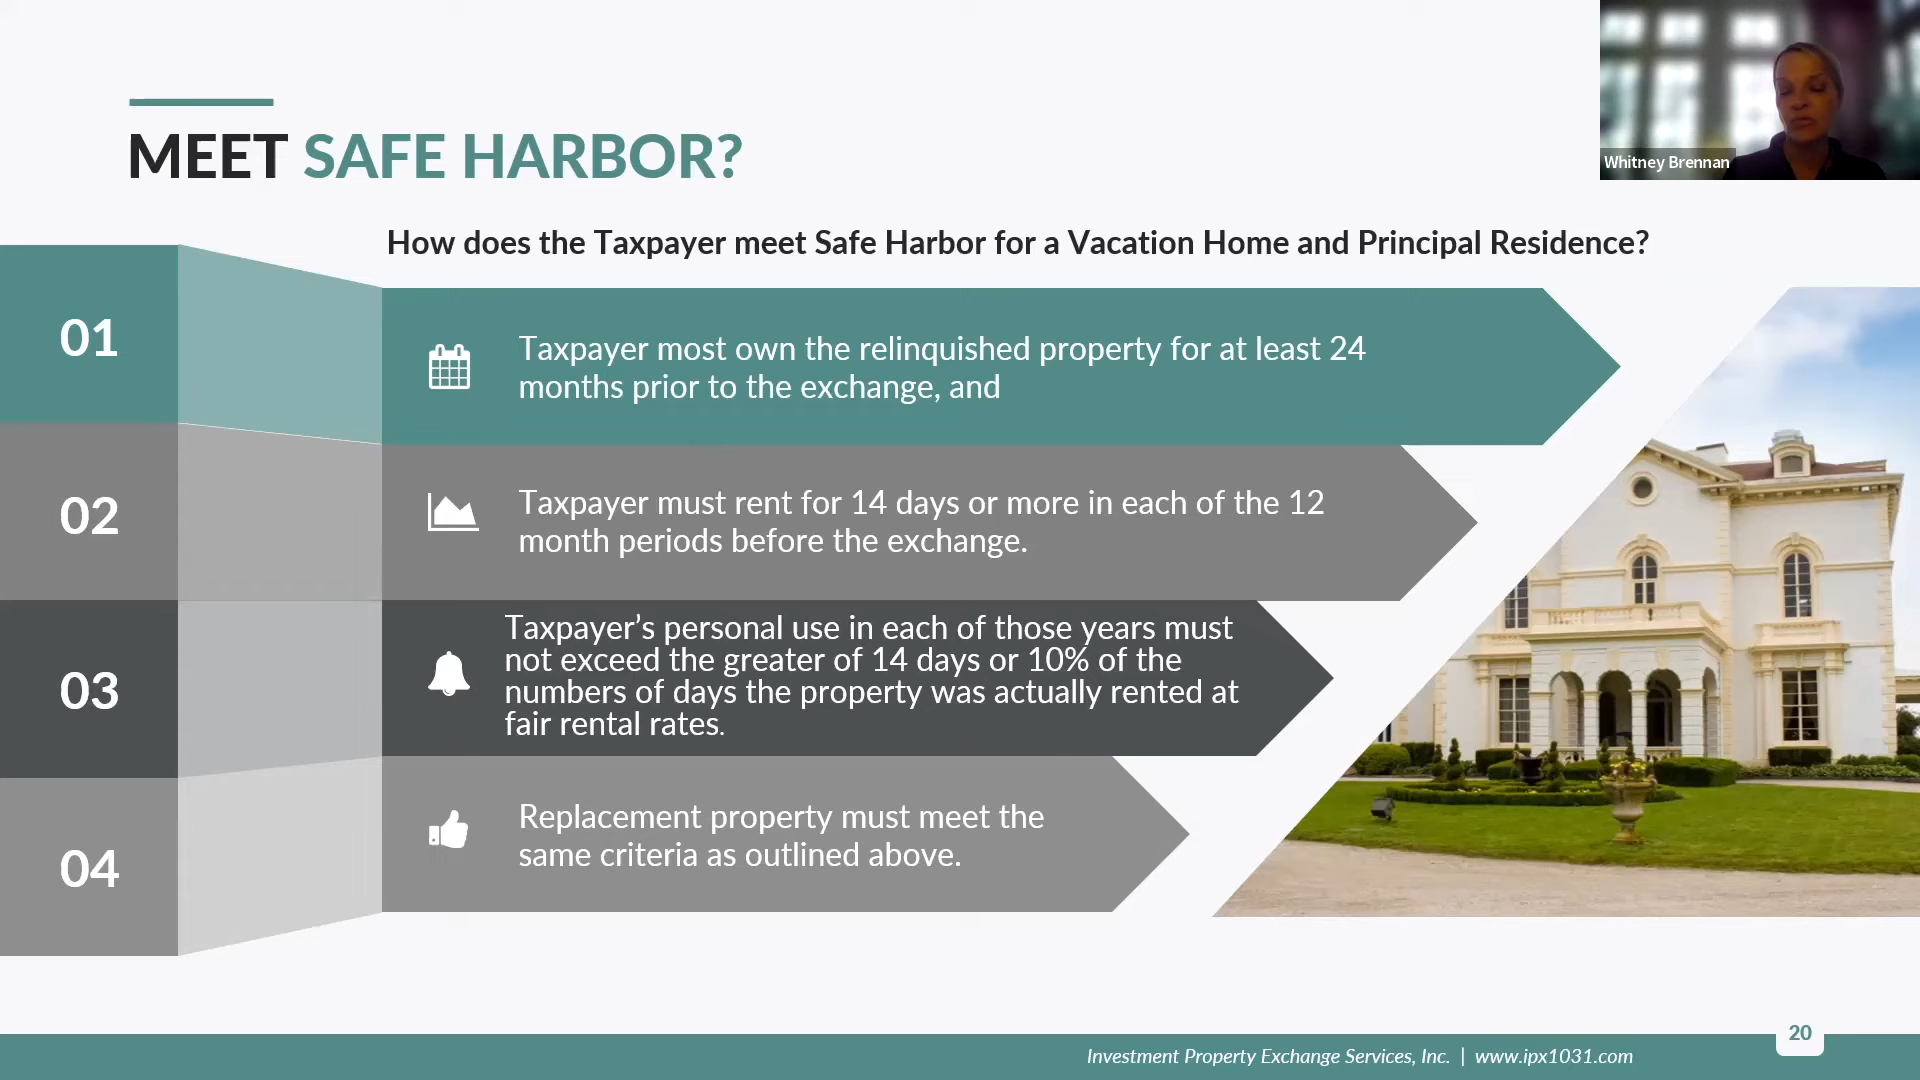 Whitney Brennan
MEET SAFE HARBOR?
How does the Taxpayer meet Safe Harbor for a Vacation Home and Principal Residence?
01
Taxpayer most own the relinquished property for at least 24
months prior to the exchange, and
02
Taxpayer must rent for 14 days or more in each of the 12
month periods before the exchange.
03
Taxpayer’s personal use in each of those years must
not exceed the greater of 14 days or 10% of the
numbers of days the property was actually rented at
fair rental rates.
04
Replacement property must meet the
same criteria as outlined above.
20
Investment Property Exchange Services, Inc. | www.ipx1031.com